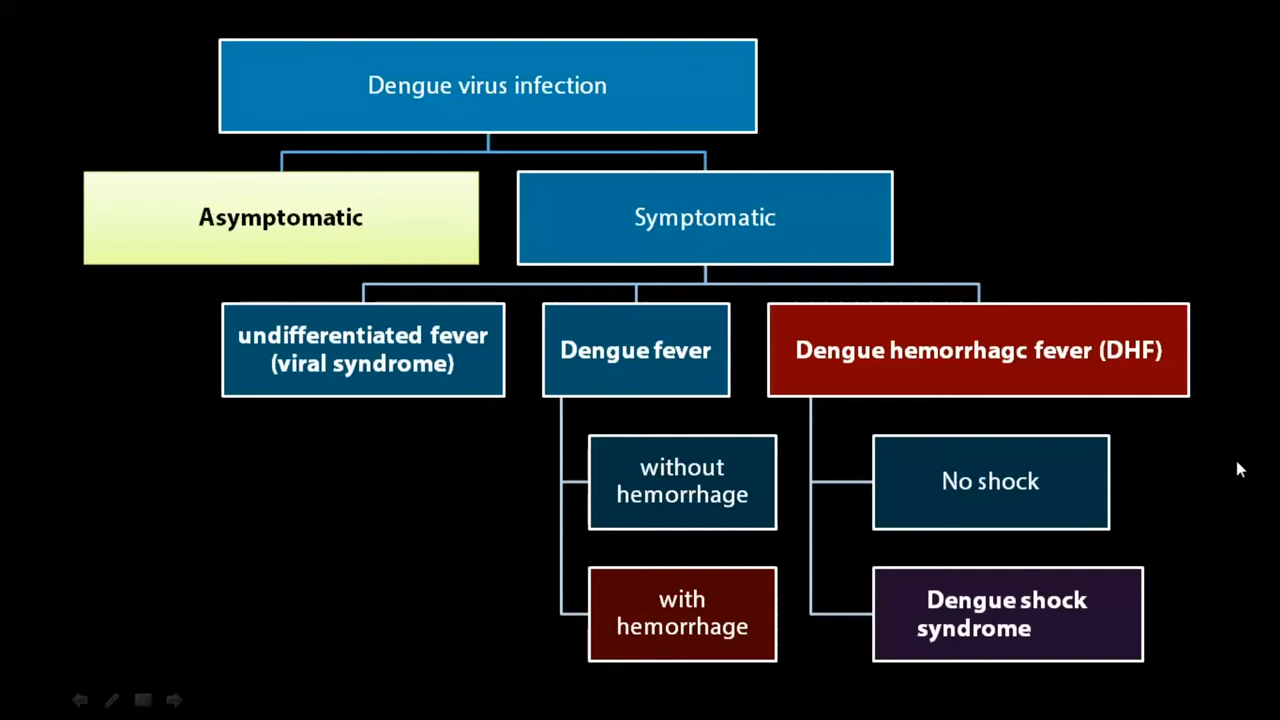 Dengue virus infection
Asymptomatic
Symptomatic
undifferentiated fever
(viral syndrome)
Dengue fever
Dengue hemorrhagc fever (DHF)
without
hemorrhage
No shock
with
hemorrhage
Dengue shock
syndrome